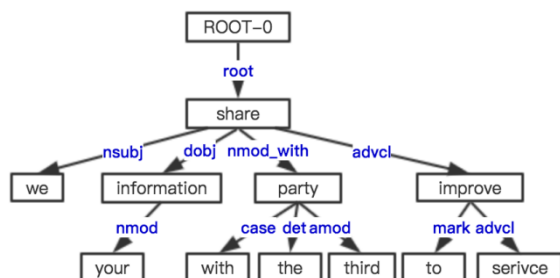 ROOT-0
root
share
nsubj dobj nmod_with advcl
we information party improve
nmod case det amod mark advcl
your with the third to serivce